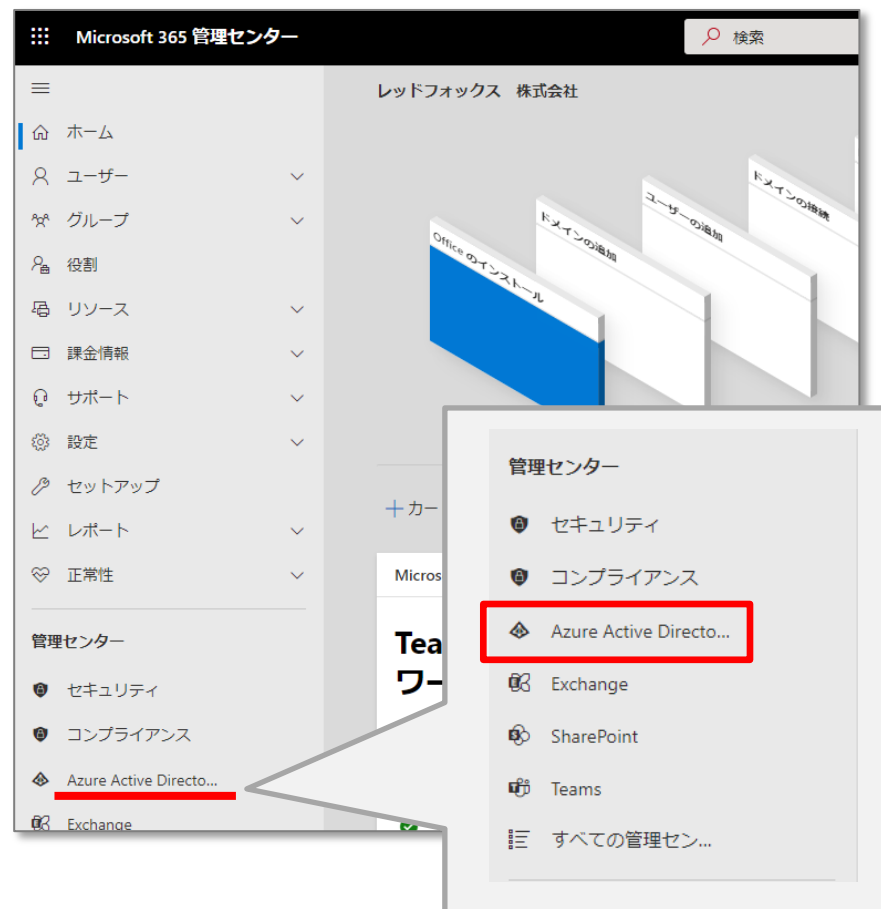 Microsoft 365 管理センター
検索
レッドフォックス 株式会社
ホーム
ユーザー
グループ
役割
リソース
課金情報
サポート
設定
セットアップ
レポート
正常性
管理センター
セキュリティ
コンプライアンス
Azure Active Directo...
Exchange
Office のインストール
ドメインの追加
ユーザーの追加
ドメインの接続
カー
Micros
Tea
ワー
管理センター
セキュリティ
コンプライアンス
Azure Active Directo...
Exchange
SharePoint
Teams
すべての管理セン...